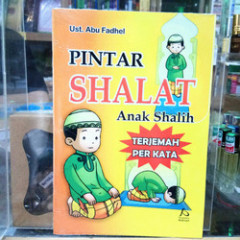 Ust. Abu Fadhel
PINTAR
SHALAT
Anak Shalih
TERJEMAH
PER KATA